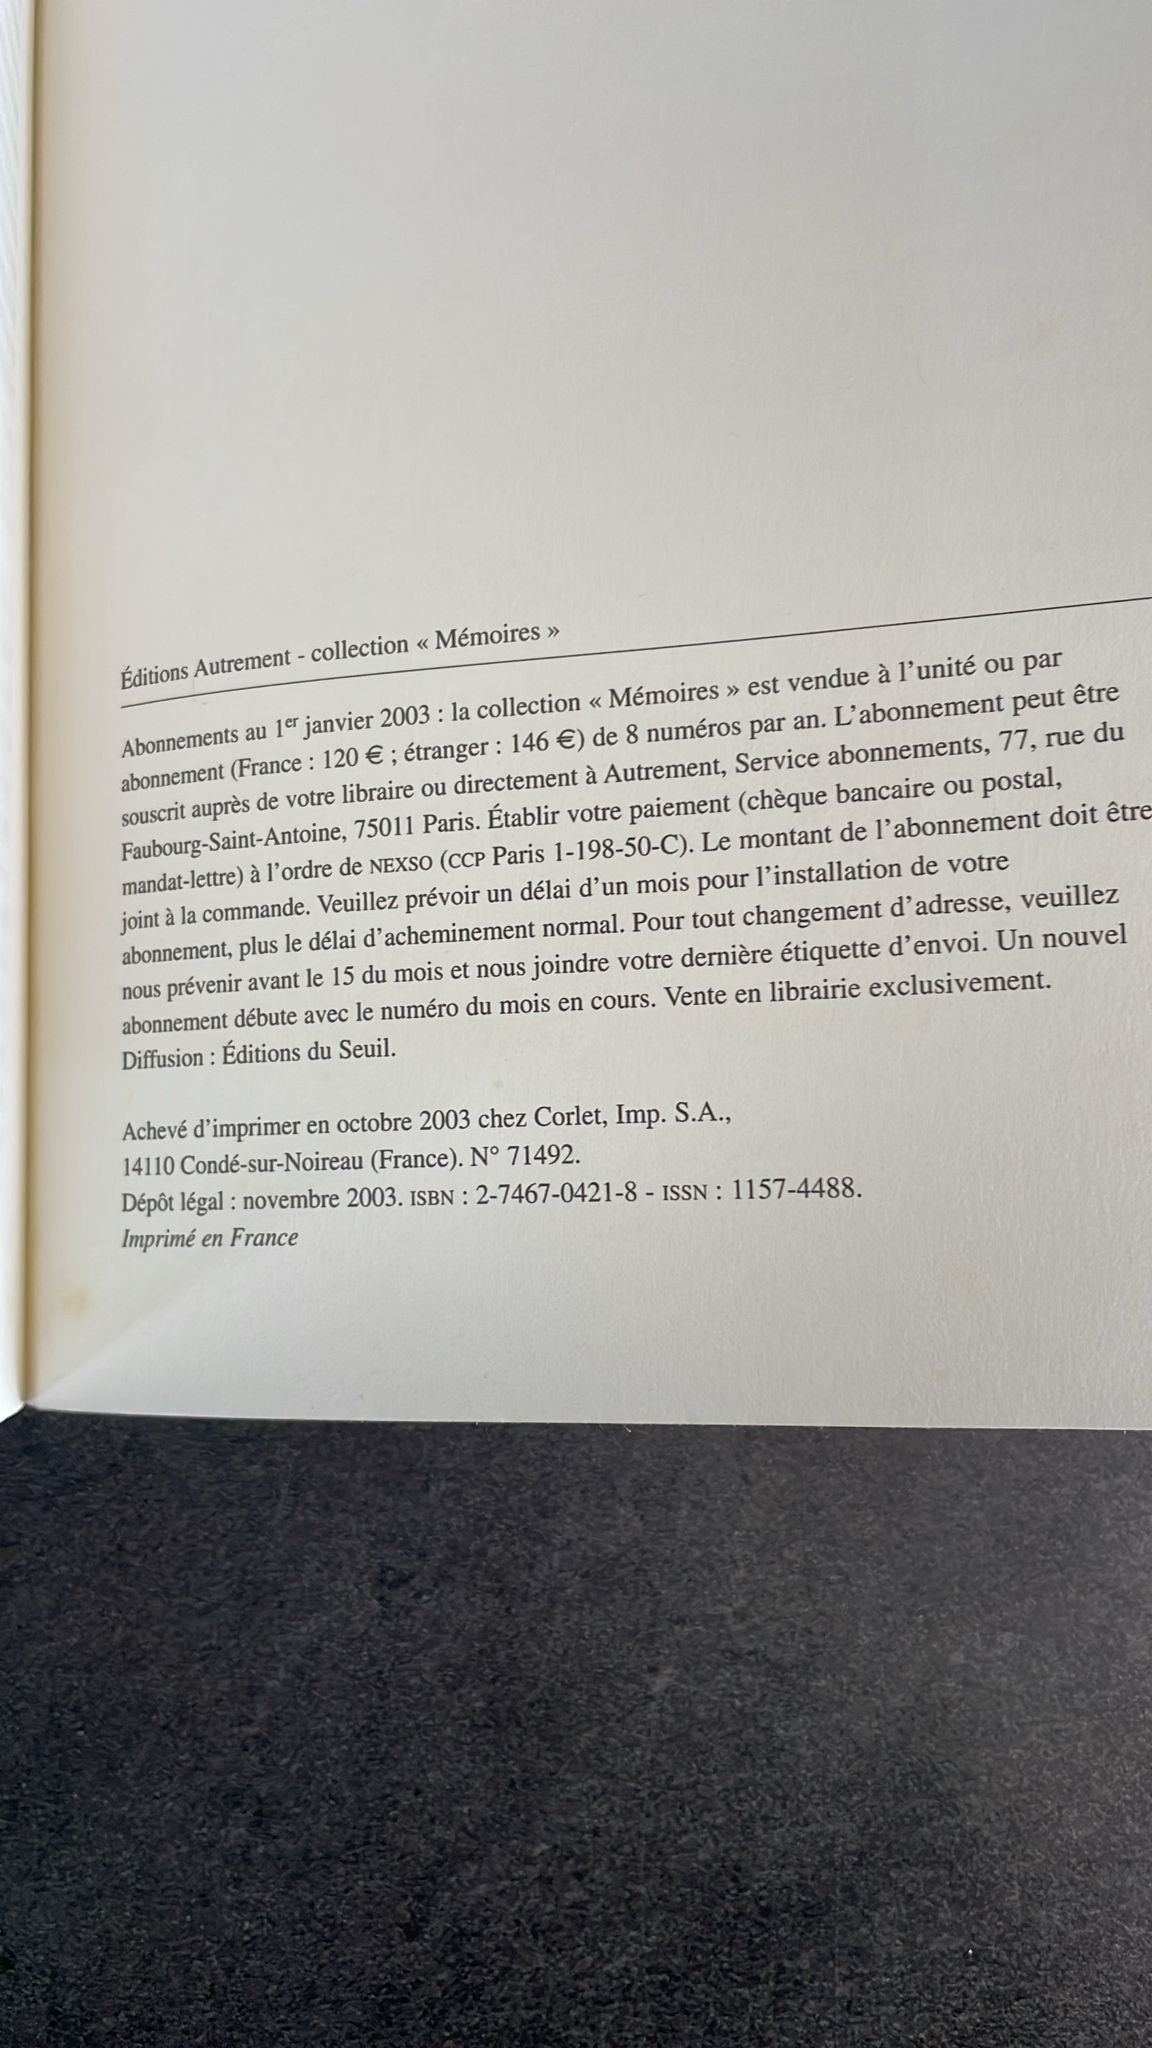 Éditions Autrement - collection « Mémoires »
Abonnements au 1er janvier 2003 : la collection « Mémoires » est vendue à l’unité ou par
abonnement (France : 120 € ; étranger : 146 €) de 8 numéros par an. L’abonnement peut être
souscrit auprès de votre libraire ou directement à Autrement, Service abonnements, 77, rue du
Faubourg-Saint-Antoine, 75011 Paris. Établir votre paiement (chèque bancaire ou postal,
mandat-lettre) à l’ordre de NEXSO (CCP Paris 1-198-50-C). Le montant de l’abonnement doit être
joint à la commande. Veuillez prévoir un délai d’un mois pour l’installation de votre
abonnement, plus le délai d’acheminement normal. Pour tout changement d’adresse, veuillez
nous prévenir avant le 15 du mois et nous joindre votre dernière étiquette d’envoi. Un nouvel
abonnement débute avec le numéro du mois en cours. Vente en librairie exclusivement.
Diffusion : Éditions du Seuil.
Achevé d’imprimer en octobre 2003 chez Corlet, Imp. S.A.,
14110 Condé-sur-Noireau (France). N° 71492.
Dépôt légal : novembre 2003. ISBN : 2-7467-0421-8 - ISSN : 1157-4488.
Imprimé en France